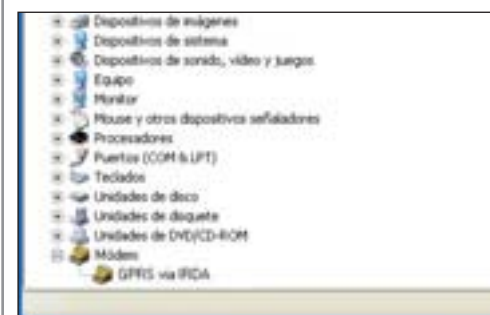 Dispositivos de imágenes
Dispositivos de sistema
Dispositivos de sonido, vídeo y juegos
Equipo
Monitor
Mouse y otros dispositivos señaladores
Procesadores
Puertos (COM & LPT)
Teclados
Unidades de disco
Unidades de disquete
Unidades de DVD/CD-ROM
Módem
GPRS via IRDA